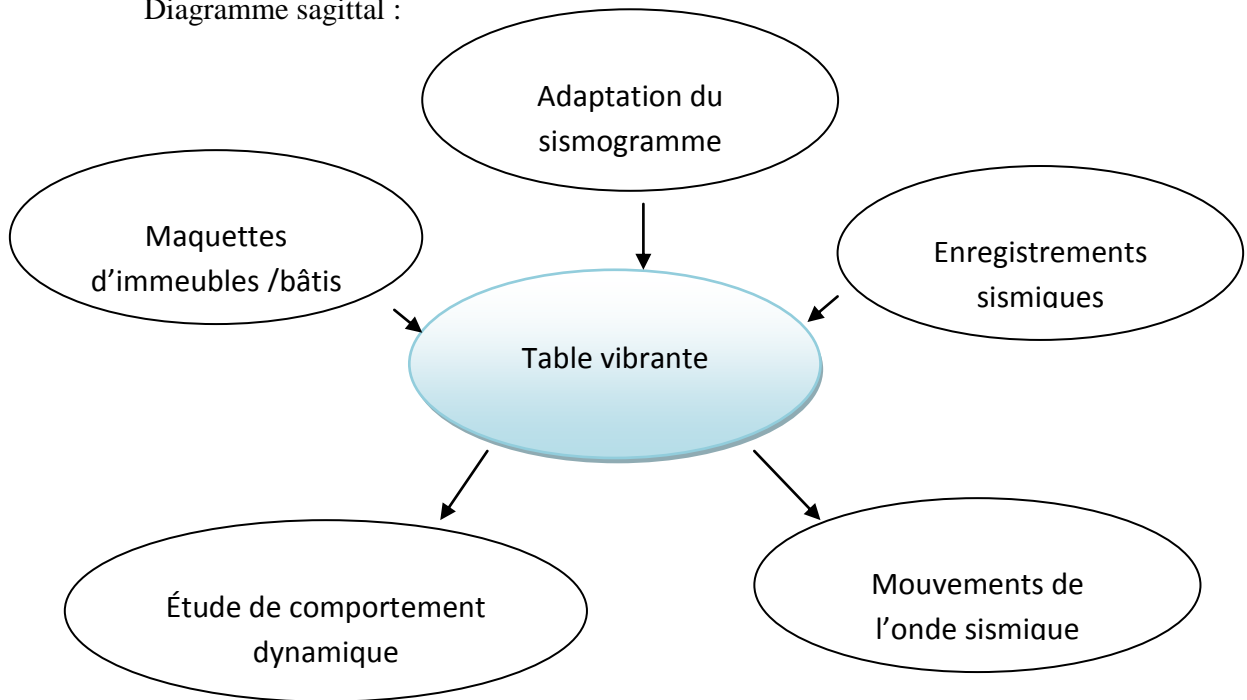 Diagramme sagittal :
Adaptation du
sismogramme
Maquettes
d'immeubles /bâtis
Enregistrements
sismiques
Table vibrante
Étude de comportement
dynamique
Mouvements de
l'onde sismique